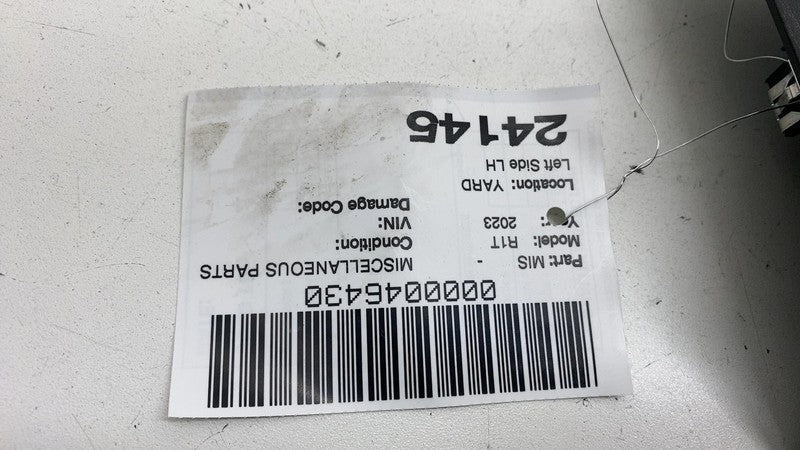 0000046430
Part: MIS - MISCELLANEOUS PARTS
Model: R1T Condition:
Year: 2023 VIN:
Damage Code:
Location: YARD
Left Side LH
24145